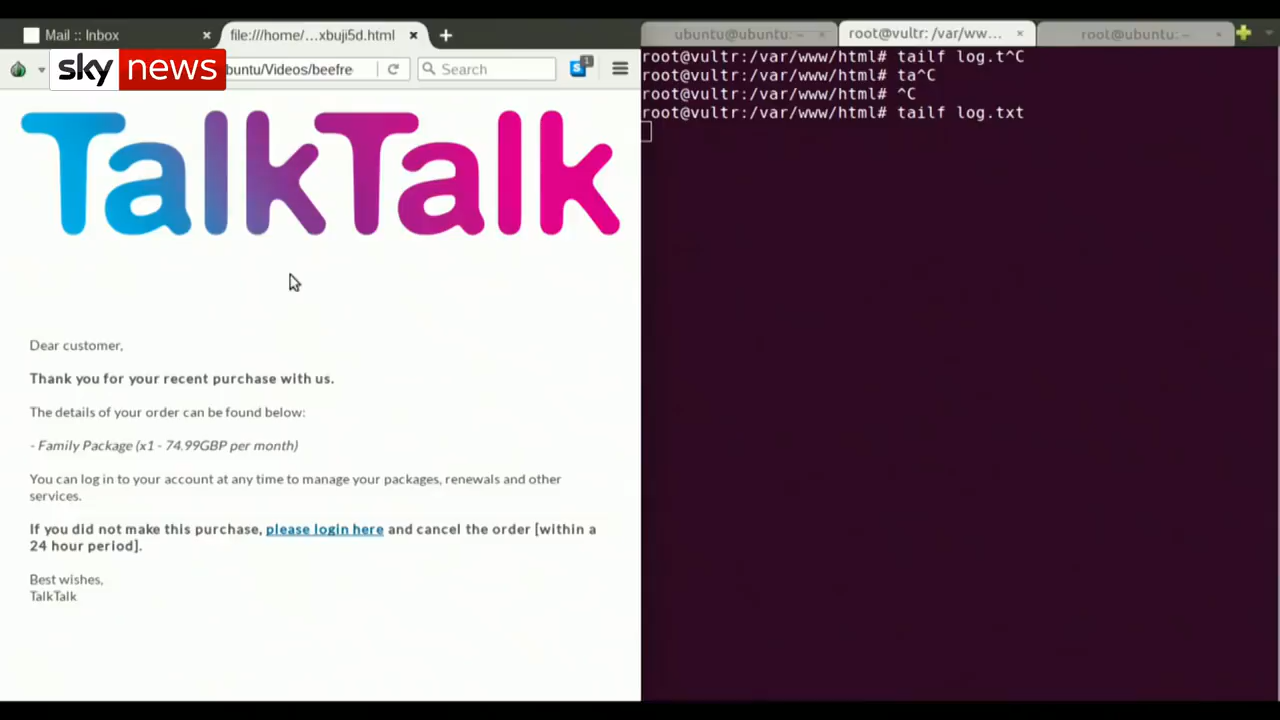 Mail :: Inbox
file:///home/...xbuji5d.html
sky news
buntu/Videos/beefre
Search
1
TalkTalk
Dear customer,
Thank you for your recent purchase with us.
The details of your order can be found below:
- Family Package (x1 - 74.99GBP per month)
You can log in to your account at any time to manage your packages, renewals and other
services.
If you did not make this purchase, please login here and cancel the order [within a
24 hour period].
Best wishes,
TalkTalk
ubuntu@ubuntu: ~
root@vultr: /var/ww...
root@ubuntu: ~
root@vultr:/var/www/html# tailf log.t^C
root@vultr:/var/www/html# ta^C
root@vultr:/var/www/html# ^C
root@vultr:/var/www/html# tailf log.txt